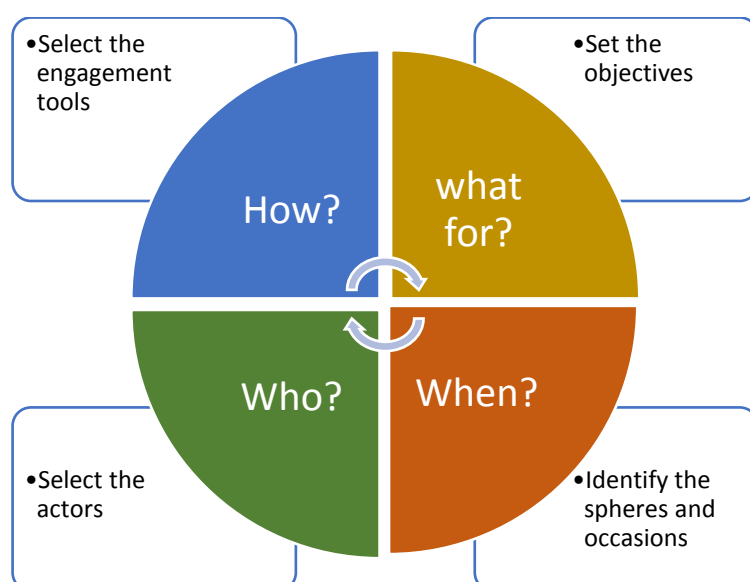 •Select the
engagement
tools
•Set the
objectives
How?
what
for?
Who?
When?
•Select the
actors
•Identify the
spheres and
occasions